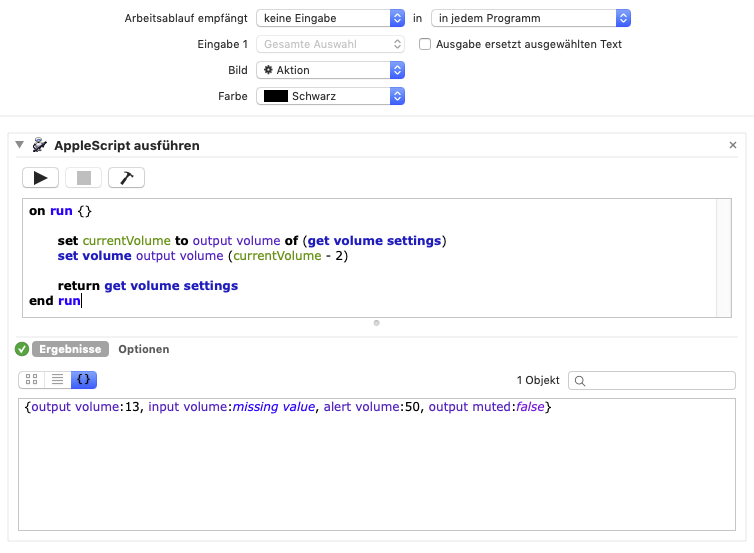 Arbeitsablauf empfängt keine Eingabe in in jedem Programm
Eingabe 1 Gesamte Auswahl Ausgabe ersetzt ausgewählten Text
Bild Aktion
Farbe Schwarz
AppleScript ausführen
on run {}
set currentVolume to output volume of (get volume settings)
set volume output volume (currentVolume - 2)
return get volume settings
end run
Ergebnisse Optionen
{} 1 Objekt
{output volume:13, input volume:missing value, alert volume:50, output muted:false}